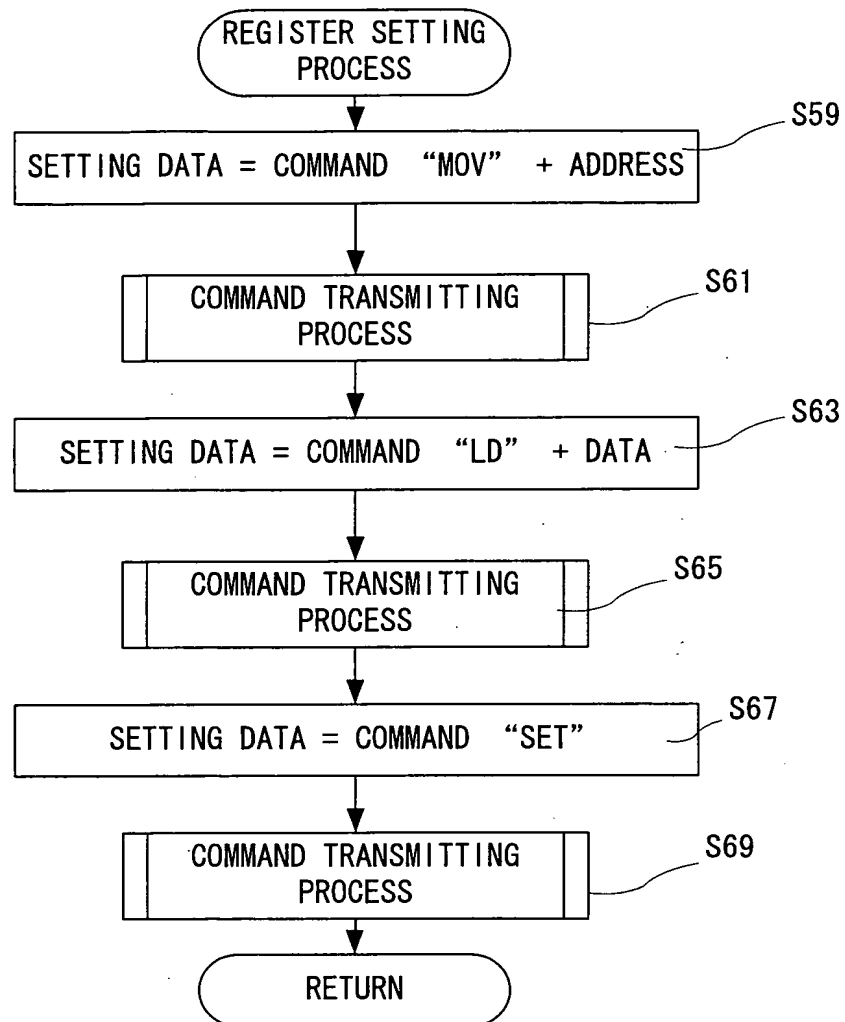 REGISTER SETTING
PROCESS
S59
SETTING DATA = COMMAND “MOV” + ADDRESS
S61
COMMAND TRANSMITTING
PROCESS
S63
SETTING DATA = COMMAND “LD” + DATA
S65
COMMAND TRANSMITTING
PROCESS
S67
SETTING DATA = COMMAND “SET”
S69
COMMAND TRANSMITTING
PROCESS
RETURN